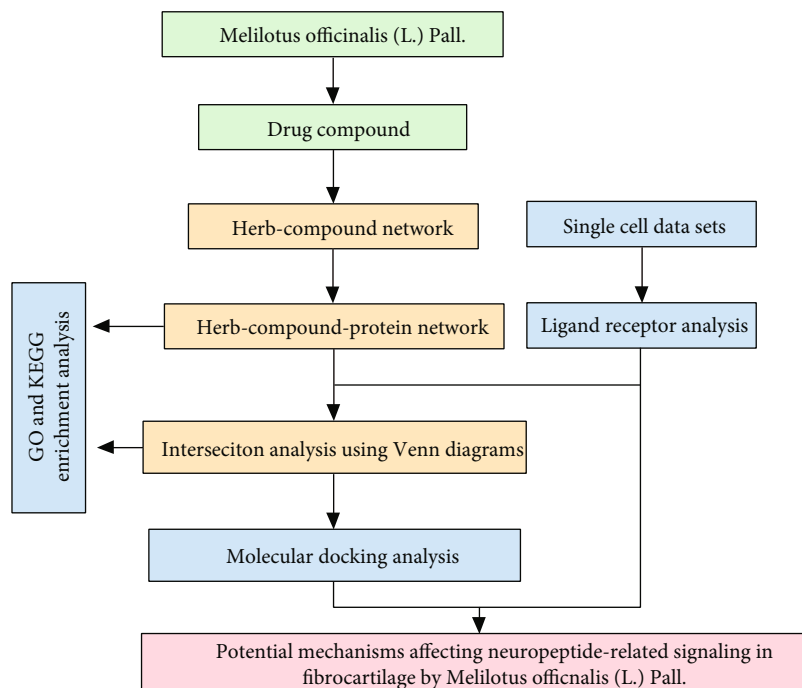 Melilotus officinalis (L.) Pall.
Drug compound
Herb-compound network
Single cell data sets
GO and KEGG
enrichment analysis
Herb-compound-protein network
Ligand receptor analysis
Interseciton analysis using Venn diagrams
Molecular docking analysis
Potential mechanisms affecting neuropeptide-related signaling in
fibrocartilage by Melilotus officnalis (L.) Pall.